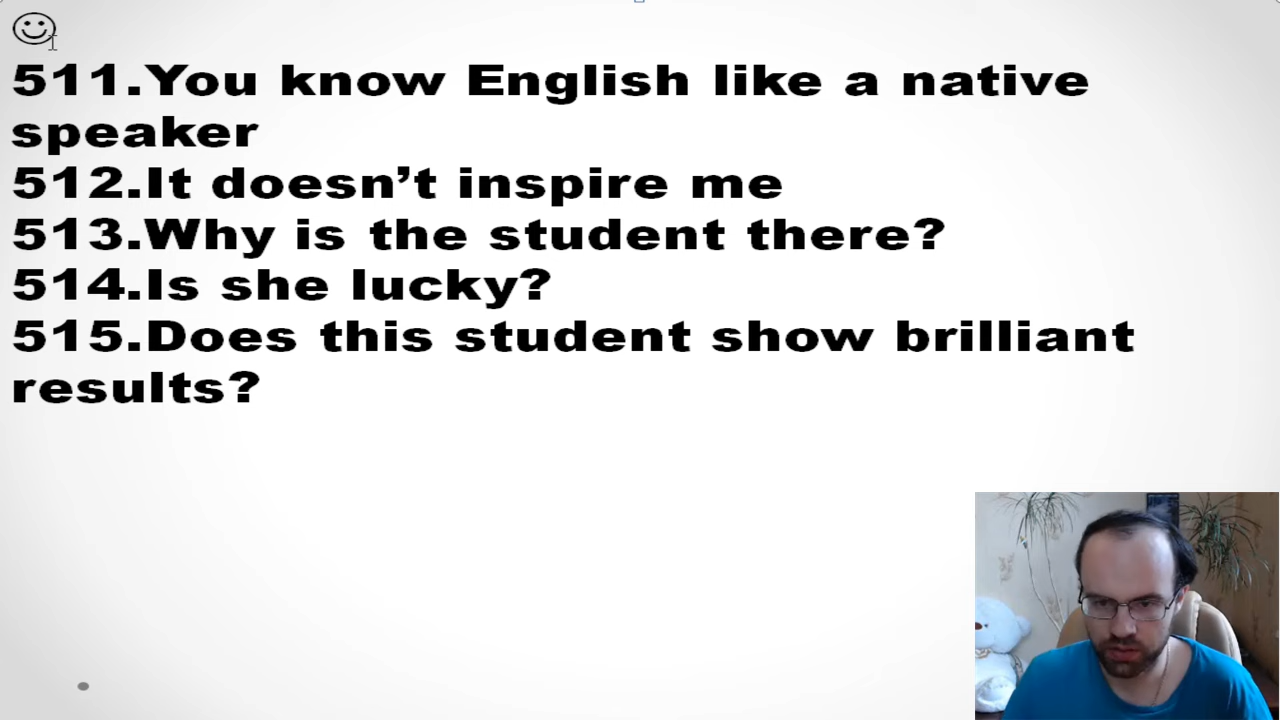 511.You know English like a native
speaker
512.It doesn’t inspire me
513.Why is the student there?
514.Is she lucky?
515.Does this student show brilliant
results?